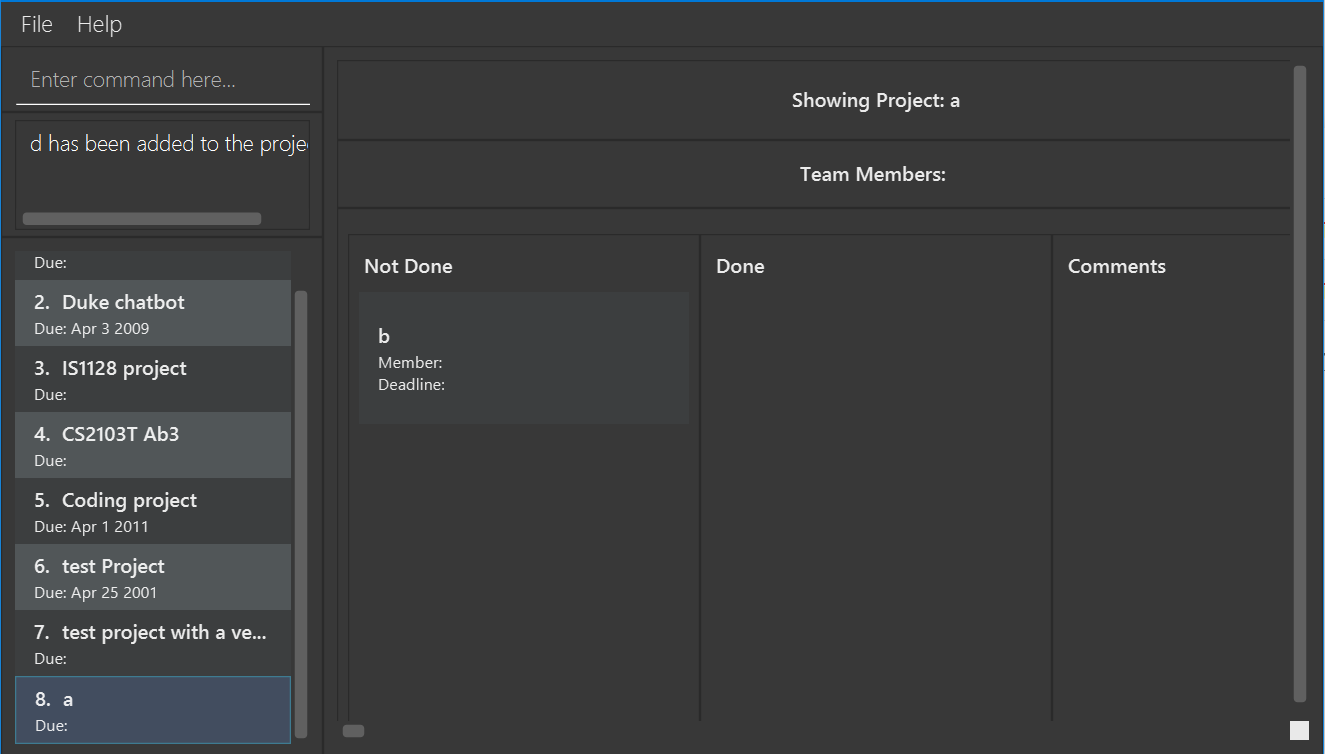 File Help
Enter command here...
d has been added to the proje
Due:
2. Duke chatbot
Due: Apr 3 2009
3. IS1128 project
Due:
4. CS2103T Ab3
Due:
5. Coding project
Due: Apr 1 2011
6. test Project
Due: Apr 25 2001
7. test project with a ve...
Due:
8. a
Due:
Showing Project: a
Team Members:
Not Done
b
Member:
Deadline:
Done
Comments